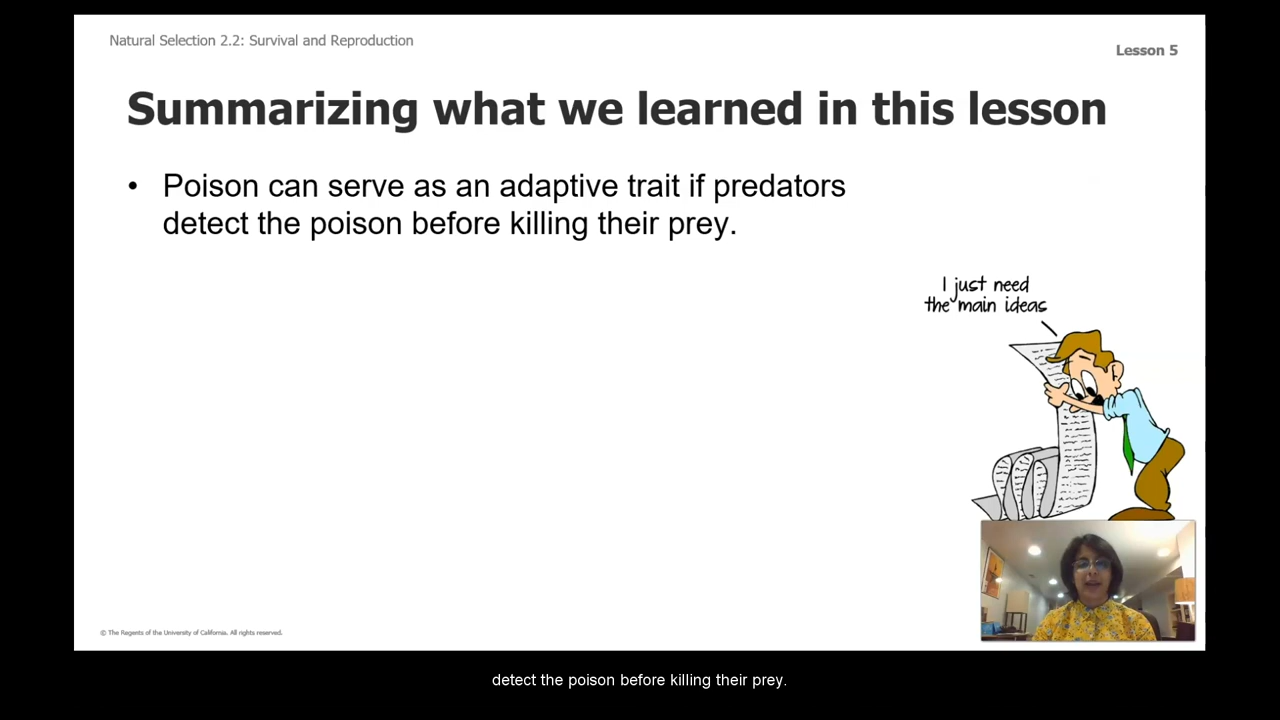 Natural Selection 2.2: Survival and Reproduction
Lesson 5
Summarizing what we learned in this lesson
• Poison can serve as an adaptive trait if predators
detect the poison before killing their prey.
I just need
the main ideas
© The Regents of the University of California. All rights reserved.
detect the poison before killing their prey.